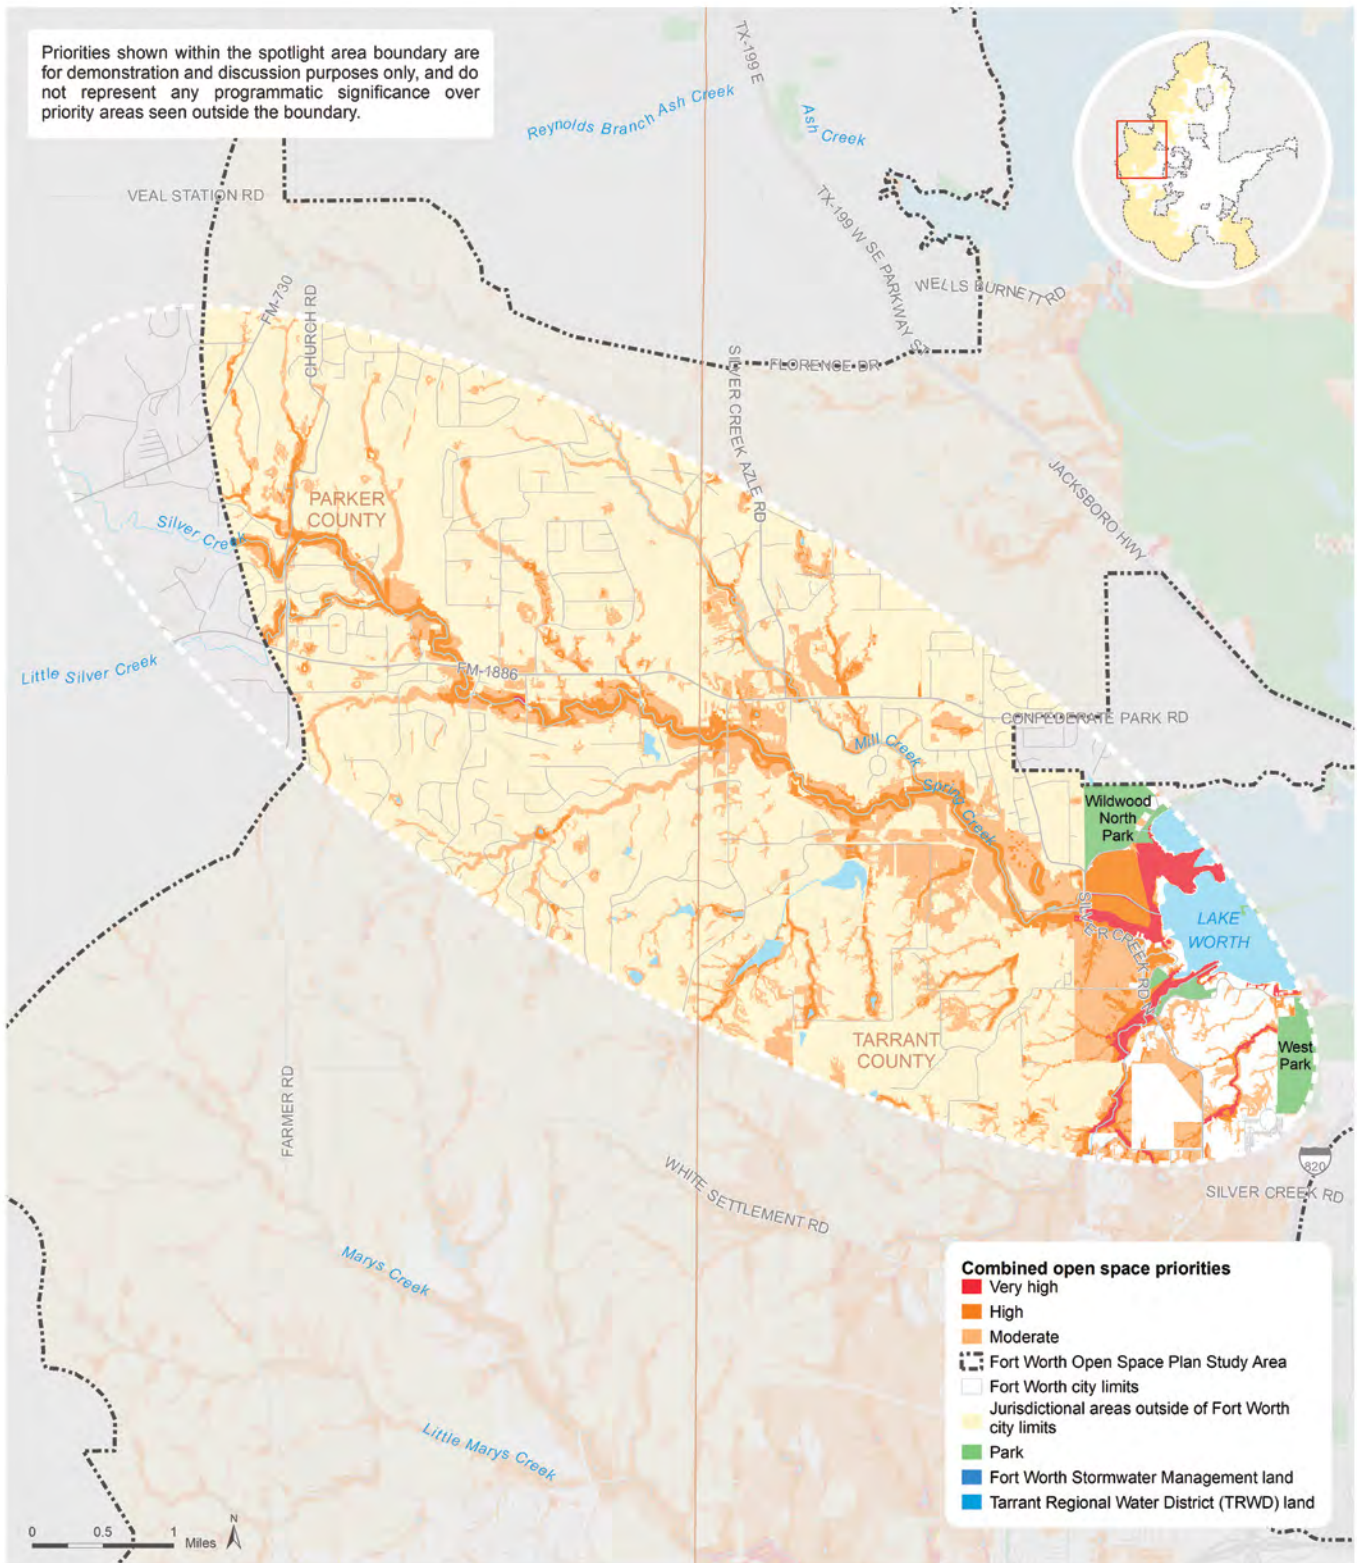 Priorities shown within the spotlight area boundary are
for demonstration and discussion purposes only, and do
not represent any programmatic significance over
priority areas seen outside the boundary.
TX-199 E
Reynolds Branch Ash Creek
Ash Creek
VEAL STATION RD
TX-199 W SE PARKWAY ST
WELLS BURNETT RD
FM-730
CHURCH RD
FLORENCE DR
SILVER CREEK AZLE RD
JACKSBORO HWY
PARKER
COUNTY
Silver Creek
Little Silver Creek
FM-1886
CONFEDERATE PARK RD
Mill Creek
Spring Creek
Wildwood
North
Park
SILVER CREEK RD N
LAKE
WORTH
TARRANT
COUNTY
West
Park
FARMER RD
WHITE SETTLEMENT RD
820
SILVER CREEK RD
Marys Creek
Little Marys Creek
Combined open space priorities
Very high
High
Moderate
Fort Worth Open Space Plan Study Area
Fort Worth city limits
Jurisdictional areas outside of Fort Worth
city limits
Park
Fort Worth Stormwater Management land
Tarrant Regional Water District (TRWD) land
0 0.5 1
Miles
N